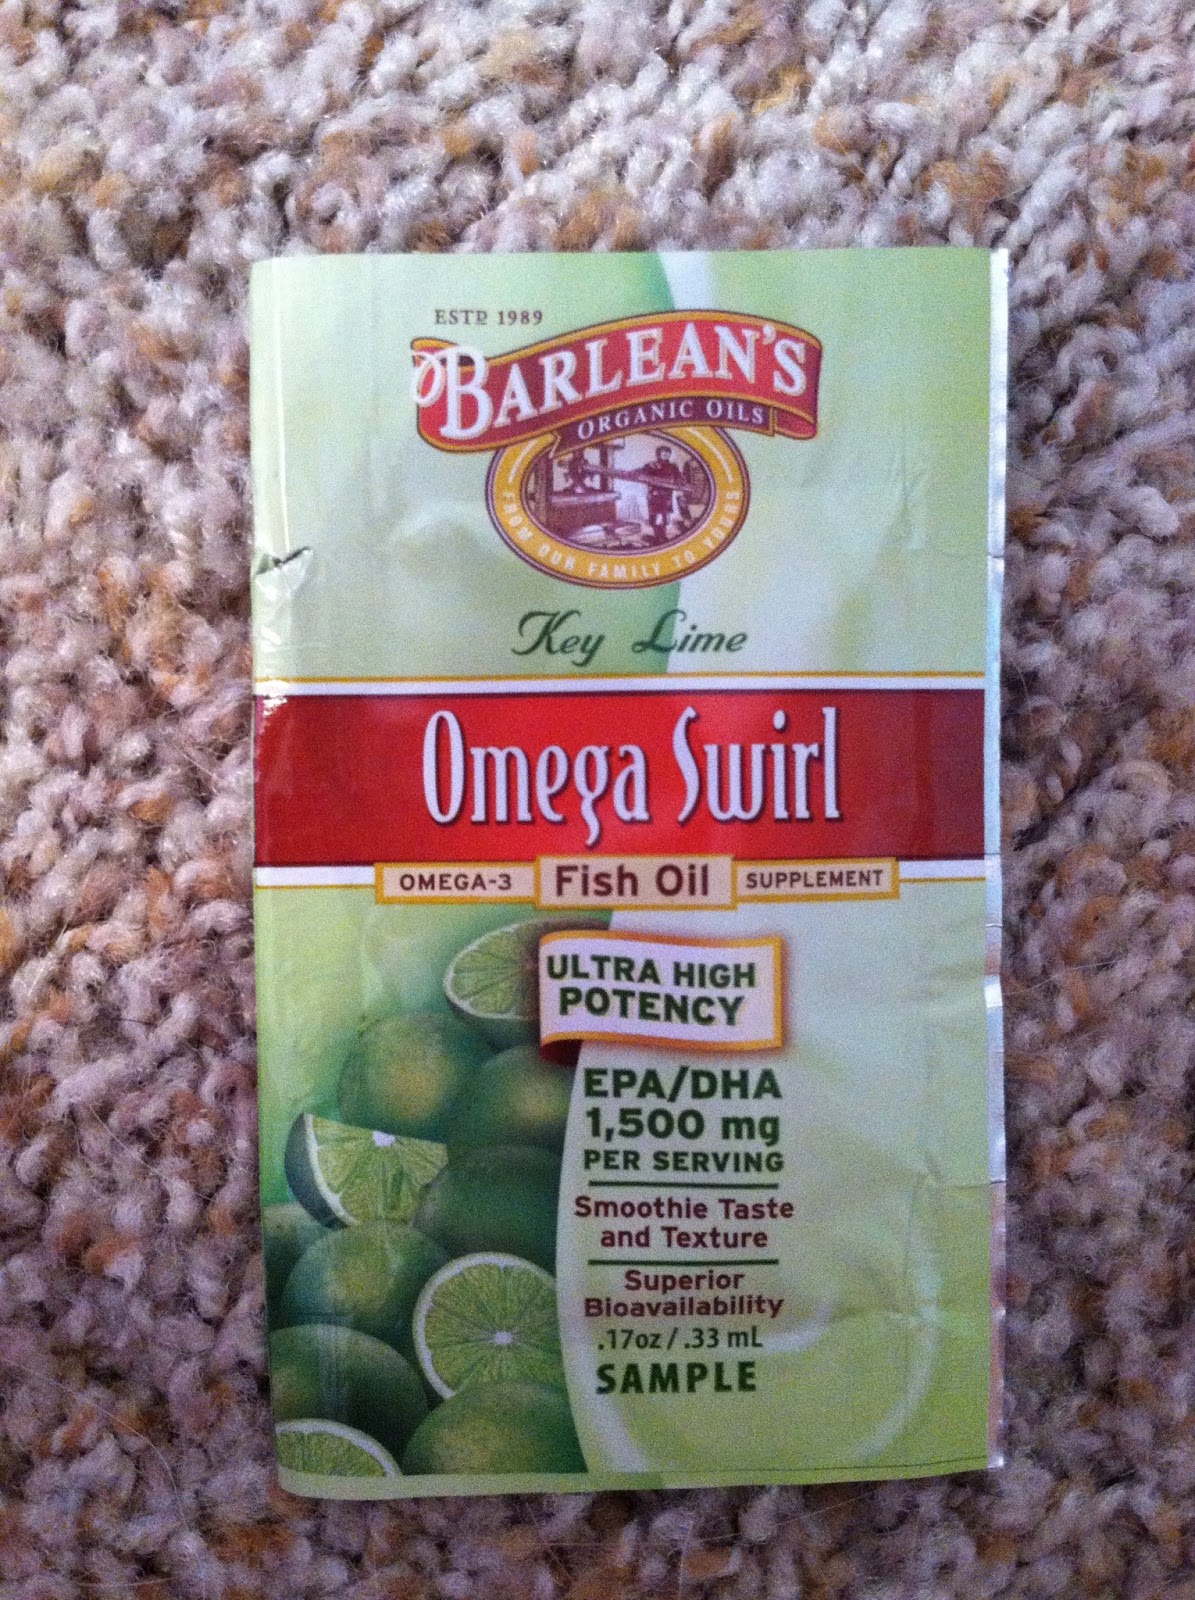 ESTD 1989
BARLEAN'S
ORGANIC OILS
FROM OUR FAMILY TO YOURS
Key Lime
Omega Swirl
OMEGA-3 Fish Oil SUPPLEMENT
ULTRA HIGH
POTENCY
EPA/DHA
1,500 mg
PER SERVING
Smoothie Taste
and Texture
Superior
Bioavailability
.17oz / .33 mL
SAMPLE